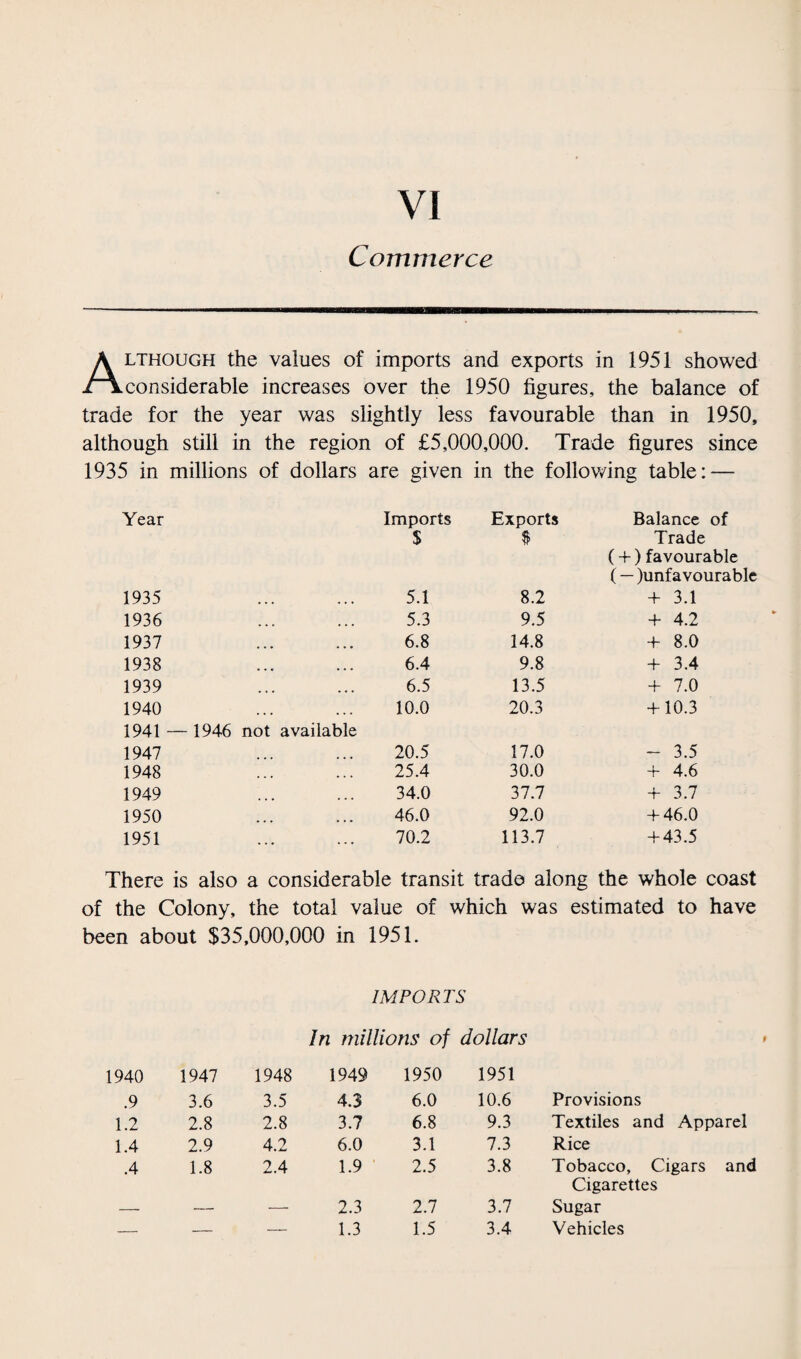 VI
Commerce
ALTHOUGH the values of imports and exports in 1951 showed
considerable increases over the 1950 figures, the balance of
trade for the year was slightly less favourable than in 1950,
although still in the region of £5,000,000. Trade figures since
1935 in millions of dollars are given in the following table: —
Year Imports Exports Balance of
$ $ Trade
(+) favourable
(—)unfavourable
1935 ... ... 5.1 8.2 + 3.1
1936 ... ... 5.3 9.5 + 4.2
1937 ... ... 6.8 14.8 + 8.0
1938 ... ... 6.4 9.8 + 3.4
1939 ... ... 6.5 13.5 + 7.0
1940 ... ... 10.0 20.3 +10.3
1941 — 1946 not available
1947 ... ... 20.5 17.0 — 3.5
1948 ... ... 25.4 30.0 + 4.6
1949 ... ... 34.0 37.7 + 3.7
1950 ... ... 46.0 92.0 +46.0
1951 ... ... 70.2 113.7 +43.5
There is also a considerable transit trade along the whole coast
of the Colony, the total value of which was estimated to have
been about $35,000,000 in 1951.
IMPORTS
In millions of dollars
1940 1947 1948 1949 1950 1951
.9 3.6 3.5 4.3 6.0 10.6 Provisions
1.2 2.8 2.8 3.7 6.8 9.3 Textiles and Apparel
1.4 2.9 4.2 6.0 3.1 7.3 Rice
.4 1.8 2.4 1.9 2.5 3.8 Tobacco, Cigars and
Cigarettes
— — — 2.3 2.7 3.7 Sugar
— — — 1.3 1.5 3.4 Vehicles